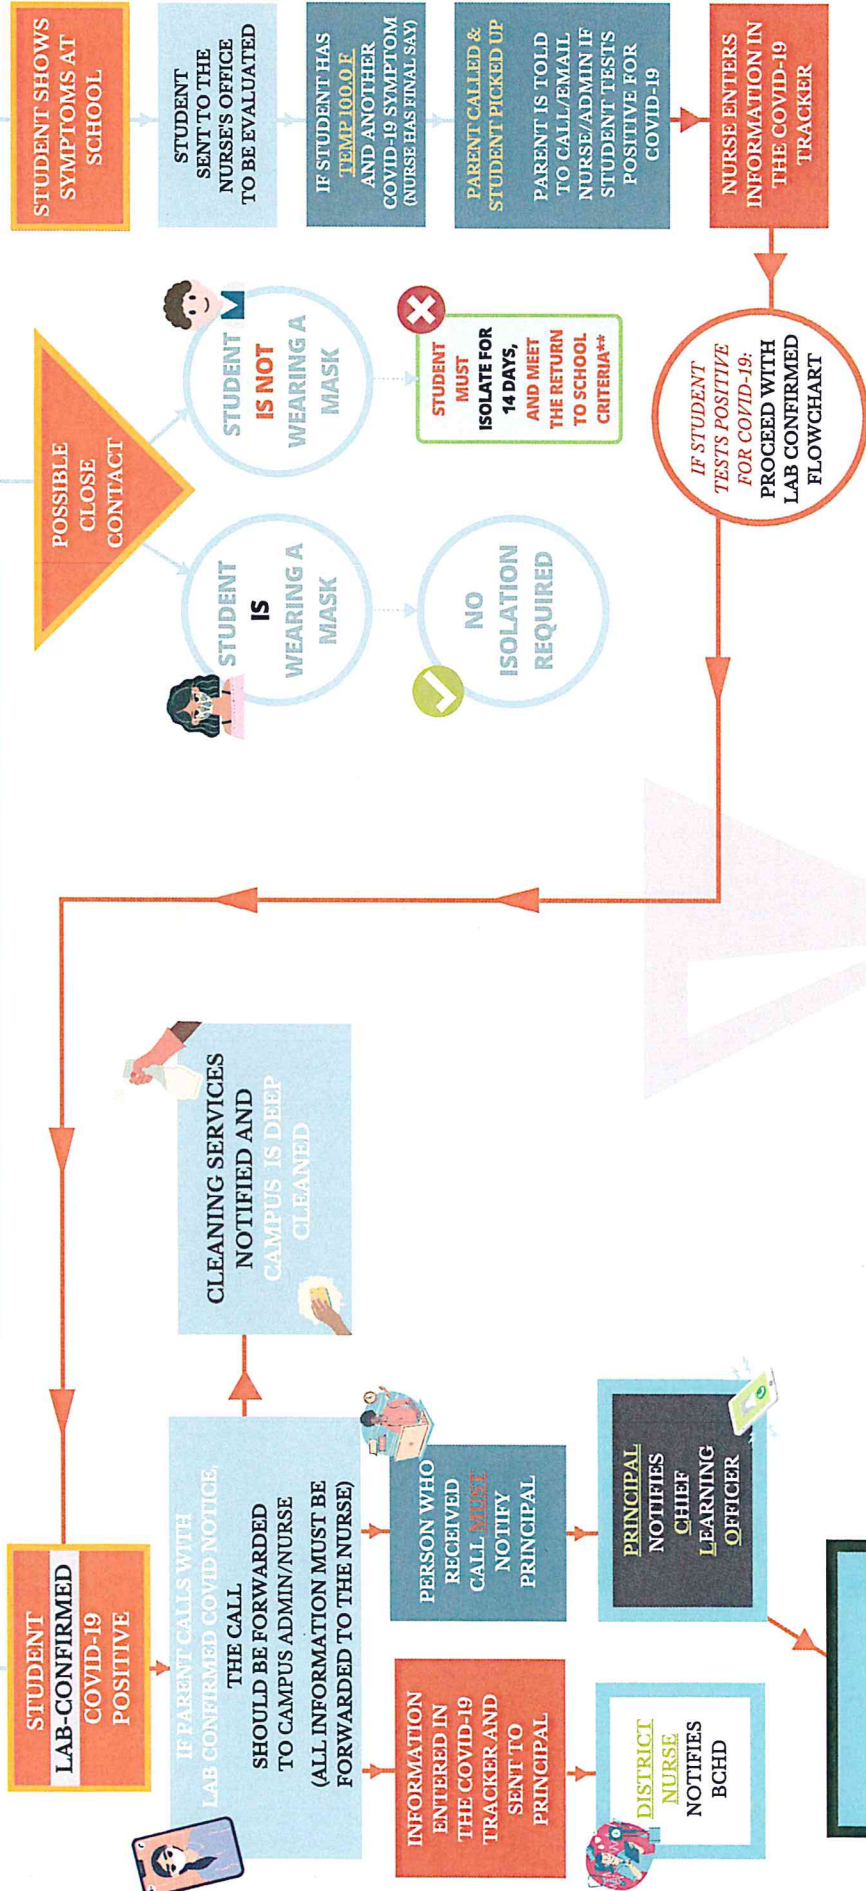 STUDENT
LAB-CONFIRMED
COVID-19
POSITIVE
IF PARENT CALLS WITH
LAB CONFIRMED COVID NOTICE,
THE CALL
SHOULD BE FORWARDED
TO CAMPUS ADMIN/NURSE
(ALL INFORMATION MUST BE
FORWARDED TO THE NURSE)
CLEANING SERVICES
NOTIFIED AND
CAMPUS IS DEEP
CLEANED
INFORMATION
ENTERED IN
THE COVID-19
TRACKER AND
SENT TO
PRINCIPAL
PERSON WHO
RECEIVED
CALL MUST
NOTIFY
PRINCIPAL
DISTRICT
NURSE
NOTIFIES
BCHD
PRINCIPAL
NOTIFIES
CHIEF
LEARNING
OFFICER
POSSIBLE
CLOSE
CONTACT
STUDENT
IS
WEARING A
MASK
NO
ISOLATION
REQUIRED
STUDENT
IS NOT
WEARING A
MASK
STUDENT
MUST
ISOLATE FOR
14 DAYS,
AND MEET
THE RETURN
TO SCHOOL
CRITERIA**
STUDENT SHOWS
SYMPTOMS AT
SCHOOL
STUDENT
SENT TO THE
NURSE'S OFFICE
TO BE EVALUATED
IF STUDENT HAS
TEMP 100.0 F
AND ANOTHER
COVID-19 SYMPTOM
(NURSE HAS FINAL SAY)
PARENT CALLED &
STUDENT PICKED UP
PARENT IS TOLD
TO CALL/EMAIL
NURSE/ADMIN IF
STUDENT TESTS
POSITIVE FOR
COVID-19
NURSE ENTERS
INFORMATION IN
THE COVID-19
TRACKER
IF STUDENT
TESTS POSITIVE
FOR COVID-19:
PROCEED WITH
LAB CONFIRMED
FLOWCHART